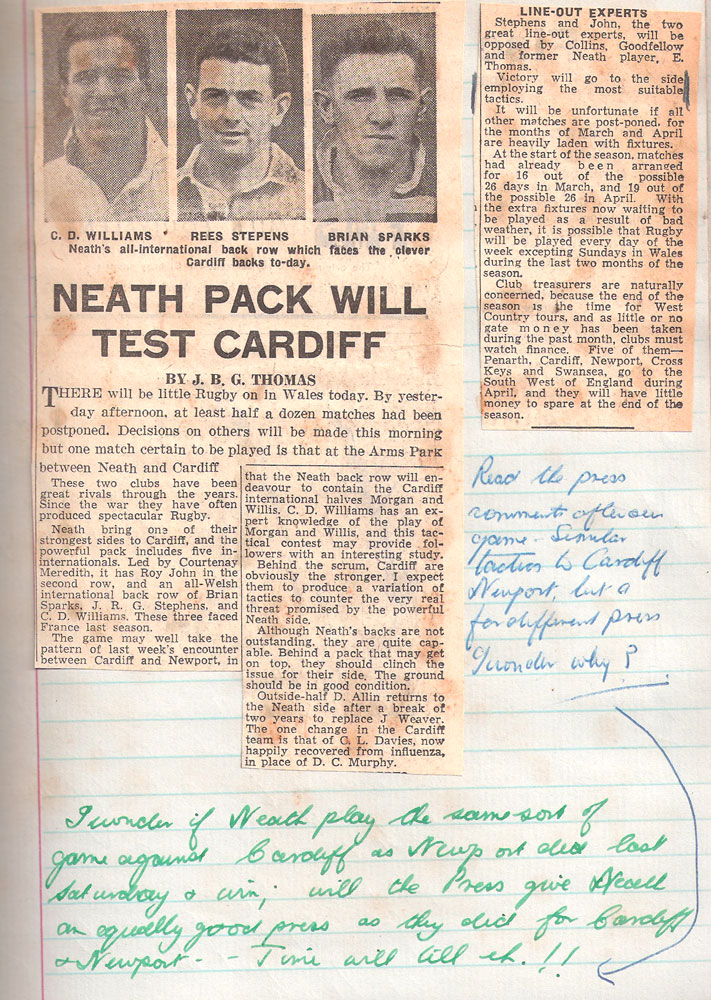 C. D. WILLIAMS REES STEPENS BRIAN SPARKS
Neath's all-international back row which faces the clever
Cardiff backs to-day.
NEATH PACK WILL
TEST CARDIFF
BY J. B. G. THOMAS
THERE will be little Rugby on in Wales today. By yester-
day afternoon, at least half a dozen matches had been
postponed. Decisions on others will be made this morning
but one match certain to be played is that at the Arms Park
between Neath and Cardiff
These two clubs have been
great rivals through the years.
Since the war they have often
produced spectacular Rugby.
Neath bring one of their
strongest sides to Cardiff, and the
powerful pack includes five in-
internationals. Led by Courtenay
Meredith, it has Roy John in the
second row, and an all-Welsh
international back row of Brian
Sparks, J. R. G. Stephens, and
C. D. Williams. These three faced
France last season.
The game may well take the
pattern of last week's encounter
between Cardiff and Newport, in
that the Neath back row will en-
deavour to contain the Cardiff
international halves Morgan and
Willis. C. D. Williams has an ex-
pert knowledge of the play of
Morgan and Willis, and this tac-
tical contest may provide fol-
lowers with an interesting study.
Behind the scrum, Cardiff are
obviously the stronger. I expect
them to produce a variation of
tactics to counter the very real
threat promised by the powerful
Neath side.
Although Neath's backs are not
outstanding, they are quite cap-
able. Behind a pack that may get
on top, they should clinch the
issue for their side. The ground
should be in good condition.
Outside-half D. Allin returns to
the Neath side after a break of
two years to replace J. Weaver.
The one change in the Cardiff
team is that of C. L. Davies, now
happily recovered from influenza,
in place of D. C. Murphy.
LINE-OUT EXPERTS
Stephens and John, the two
great line-out experts, will be
opposed by Collins, Goodfellow
and former Neath player, E.
Thomas.
Victory will go to the side
employing the most suitable
tactics.
It will be unfortunate if all
other matches are post-poned, for
the months of March and April
are heavily laden with fixtures.
At the start of the season, matches
had already been arranged
for 16 out of the possible
26 days in March, and 19 out of
the possible 26 in April. With
the extra fixtures now waiting to
be played as a result of bad
weather, it is possible that Rugby
will be played every day of the
week excepting Sundays in Wales
during the last two months of the
season.
Club treasurers are naturally
concerned, because the end of the
season is the time for West
Country tours, and as little or no
gate money has been taken
during the past month, clubs must
watch finance. Five of them—
Penarth, Cardiff, Newport, Cross
Keys and Swansea, go to the
South West of England during
April, and they will have little
money to spare at the end of the
season.
Read the press
comments after our
game - Similar
tactics to Cardiff
Newport, but a
far different press
I wonder why?
I wonder if Neath play the same sort of
game against Cardiff as Newport did last
Saturday & win, will the Press give Neath
an equally good press as they did for Cardiff
& Newport - - Time will tell eh.!!